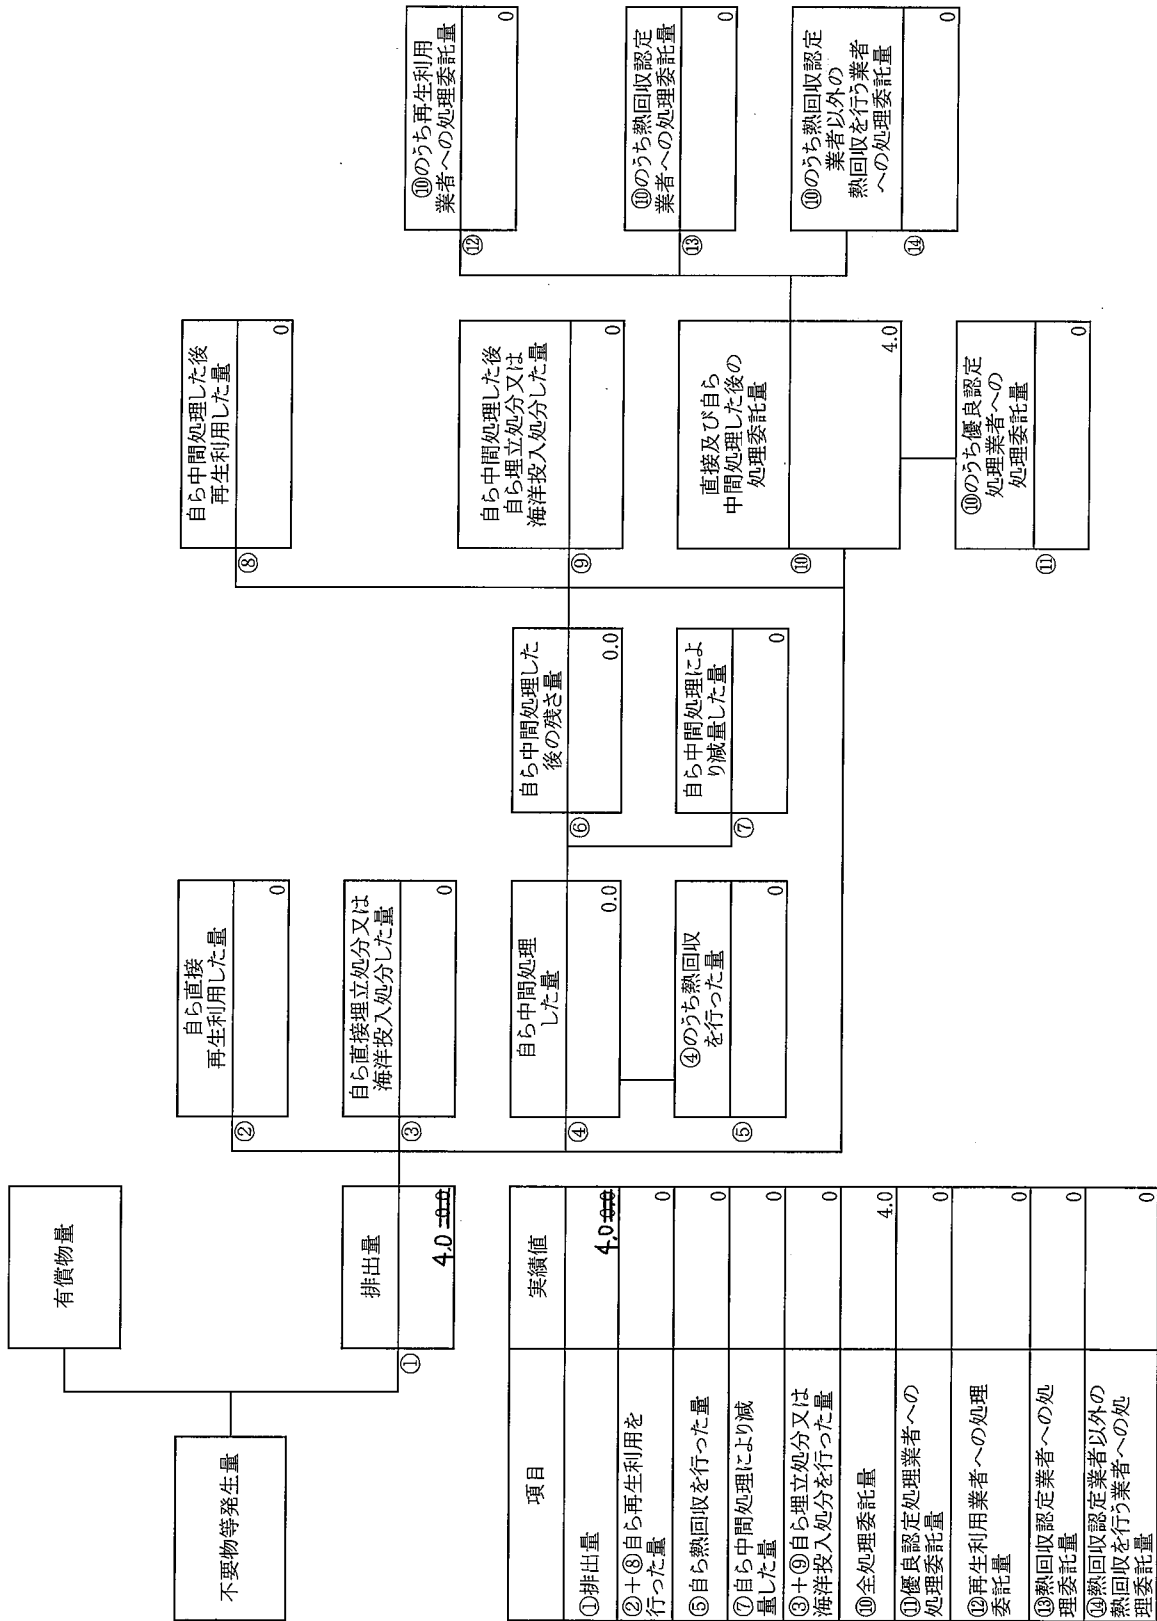 不要物等発生量
有償物量
排出量
①
4.0 0.0
自ら直接
再生利用した量
②
0
自ら直接埋立処分又は
海洋投入処分した量
③
0
自ら中間処理
した量
④
0.0
④のうち熱回収
を行った量
⑤
0
自ら中間処理した
後の残さ量
⑥
0.0
自ら中間処理によ
り減量した量
⑦
0
自ら中間処理した後
再生利用した量
⑧
0
自ら中間処理した後
自ら埋立処分又は
海洋投入処分した量
⑨
0
直接及び自ら
中間処理した後の
処理委託量
⑩
4.0
⑩のうち優良認定
処理業者への
処理委託量
⑪
0
⑩のうち再生利用
業者への処理委託量
⑫
0
⑩のうち熱回収認定
業者への処理委託量
⑬
0
⑩のうち熱回収認定
業者以外の
熱回収を行う業者
への処理委託量
⑭
0
項目 実績値
①排出量 4.0 0.0
②+⑧自ら再生利用を
行った量 0
⑤自ら熱回収を行った量 0
⑦自ら中間処理により減
量した量 0
③+⑨自ら埋立処分又は
海洋投入処分を行った量 0
⑩全処理委託量 4.0
⑪優良認定処理業者への
処理委託量 0
⑫再生利用業者への処理
委託量 0
⑬熱回収認定業者への処
理委託量 0
⑭熱回収認定業者以外の
熱回収を行う業者への処
理委託量 0